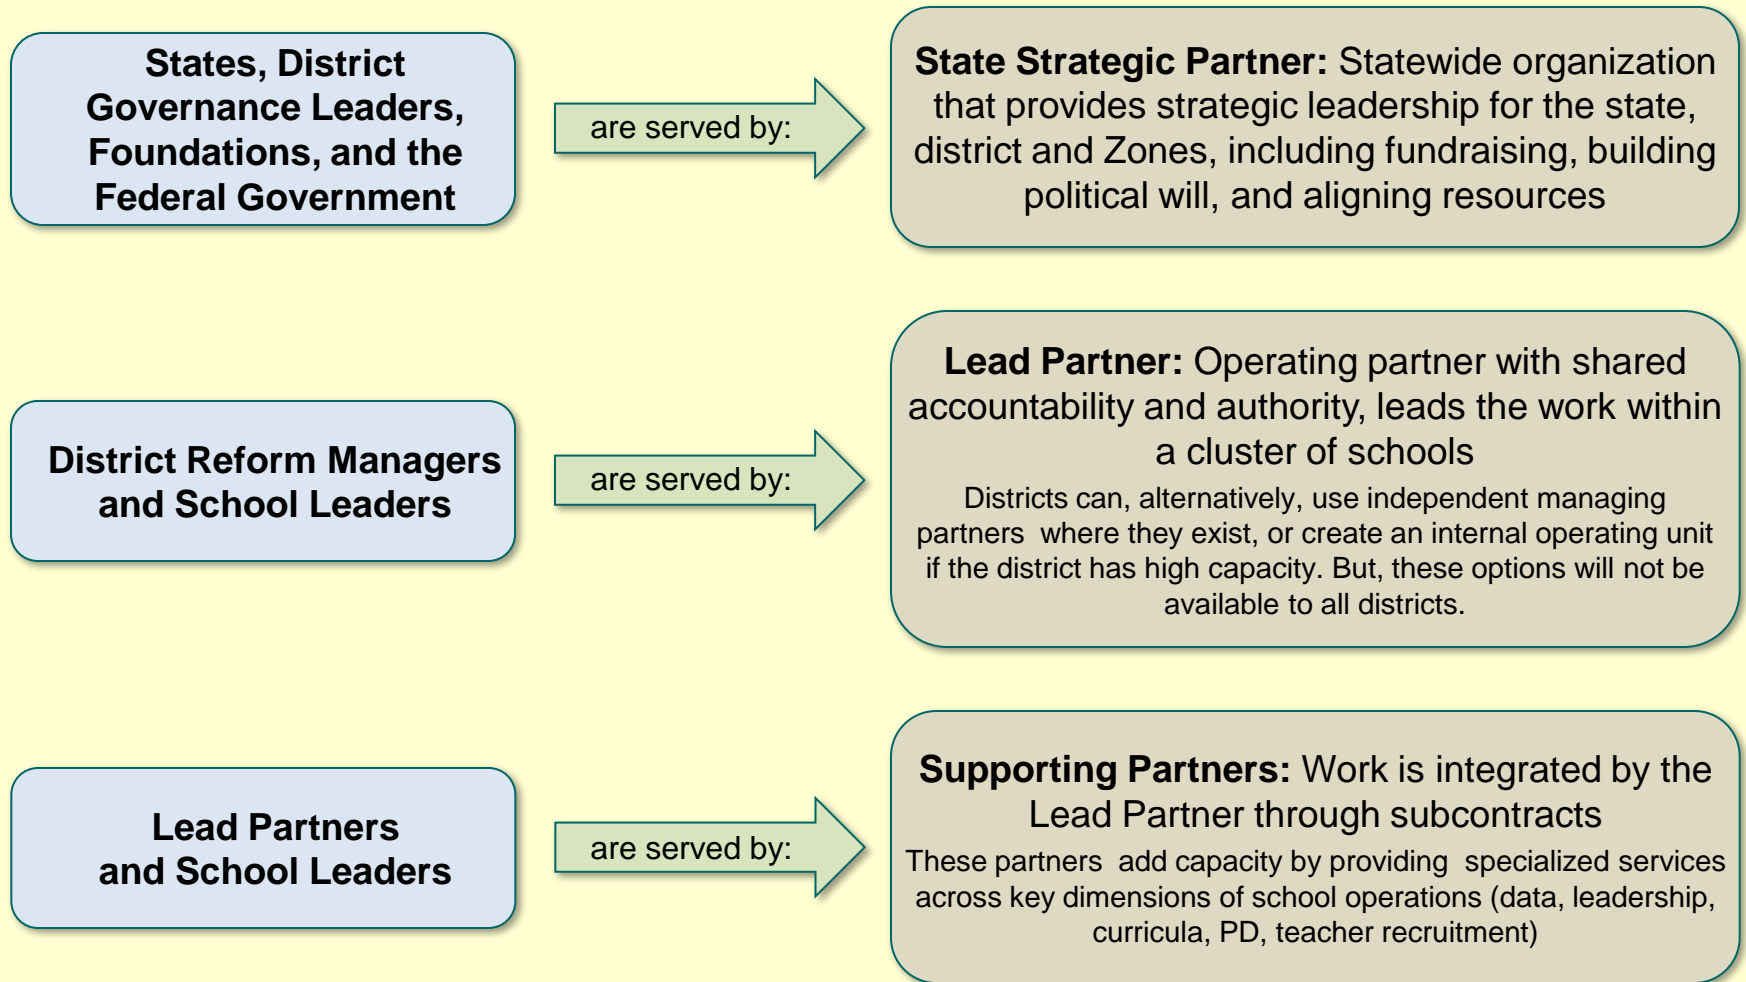 States, District
Governance Leaders,
Foundations, and the
Federal Government
are served by:
State Strategic Partner: Statewide organization
that provides strategic leadership for the state,
district and Zones, including fundraising, building
political will, and aligning resources
District Reform Managers
and School Leaders
are served by:
Lead Partner: Operating partner with shared
accountability and authority, leads the work within
a cluster of schools
Districts can, alternatively, use independent managing
partners where they exist, or create an internal operating unit
if the district has high capacity. But, these options will not be
available to all districts.
Lead Partners
and School Leaders
are served by:
Supporting Partners: Work is integrated by the
Lead Partner through subcontracts
These partners add capacity by providing specialized services
across key dimensions of school operations (data, leadership,
curricula, PD, teacher recruitment)